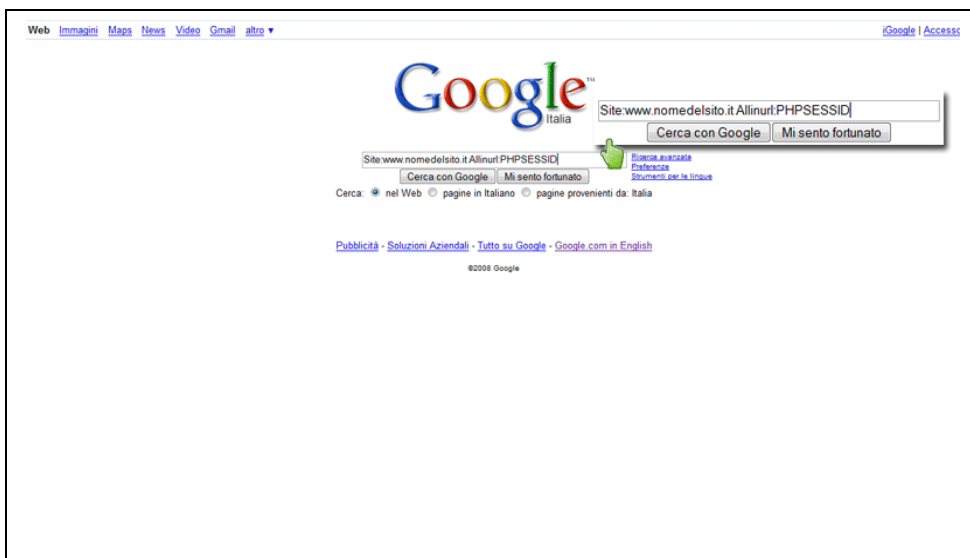 Web Immagini Maps News Video Gmail altro ▼ iGoogle | Accesso
Google™
Italia
Site:www.nomedelsito.it Allinurl:PHPSESSID
Cerca con Google Mi sento fortunato
Site:www.nomedelsito.it Allinurl:PHPSESSID
Ricerca avanzata
Cerca con Google Mi sento fortunato
Preferenze
Strumenti per le lingue
Cerca: nel Web pagine in Italiano pagine provenienti da: Italia
Pubblicità - Soluzioni Aziendali - Tutto su Google - Google.com in English
©2008 Google